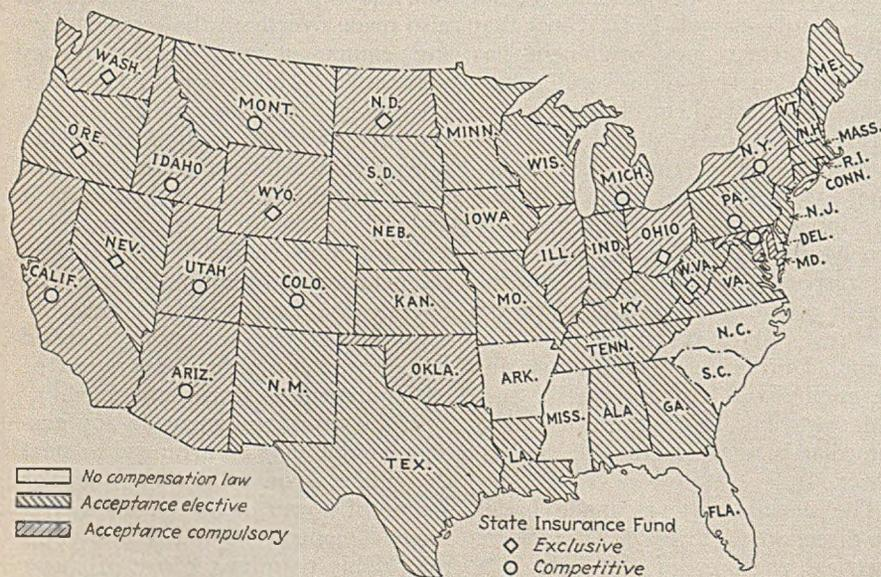 WASH.
ORE.
IDAHO
MONT.
N.D.
MINN.
WIS.
MICH.
N.Y.
VT.
N.H.
ME.
MASS.
R.I.
CONN.
N.J.
DEL.
MD.
PA.
OHIO
W.VA.
VA.
IND.
ILL.
IOWA
S.D.
WYO.
NEB.
NEV.
UTAH
COLO.
KAN.
MO.
KY.
CALIF.
ARIZ.
N.M.
OKLA.
ARK.
TENN.
N.C.
S.C.
MISS.
ALA
GA.
TEX.
LA.
FLA.
No compensation law
Acceptance elective
Acceptance compulsory
State Insurance Fund
Exclusive
Competitive